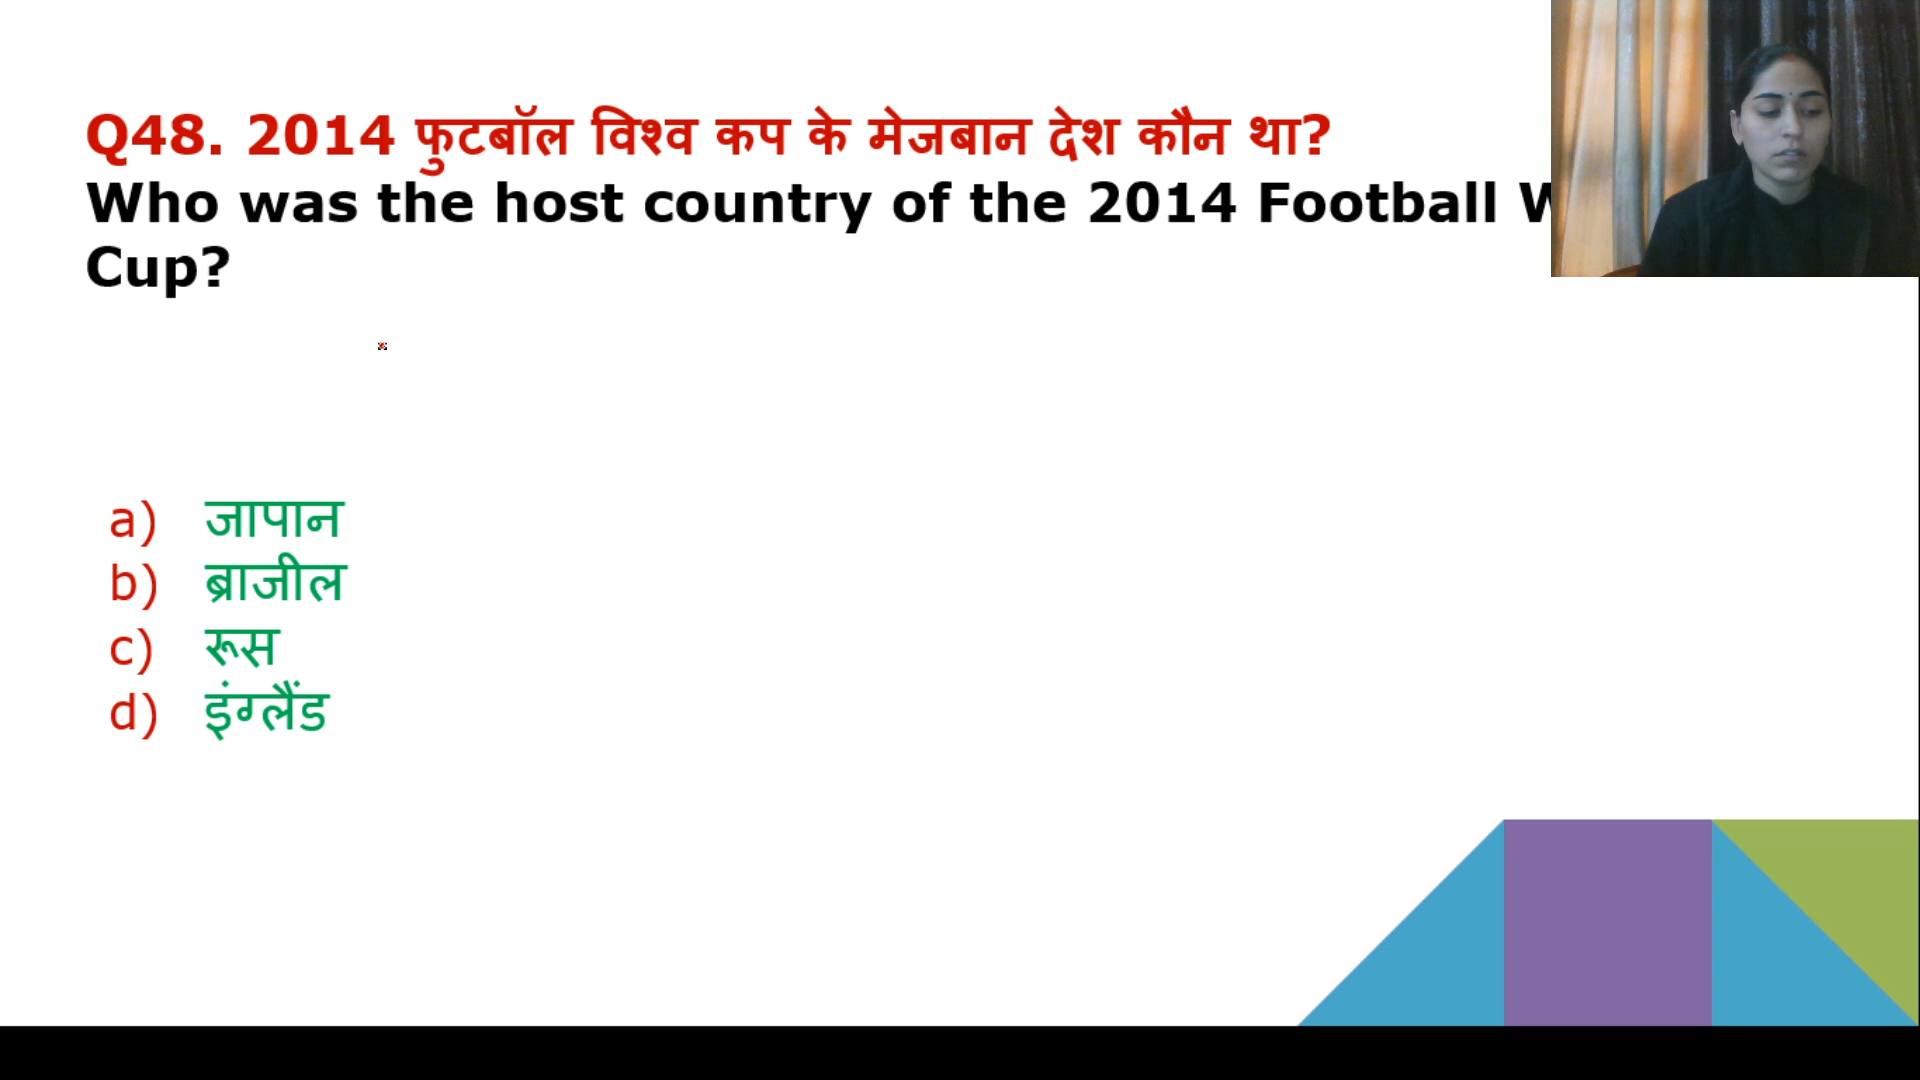 Q48. 2014 फुटबॉल विश्व कप के मेजबान देश कौन था?
Who was the host country of the 2014 Football
Cup?
a) जापान
b) ब्राजील
c) रूस
d) इंग्लैंड